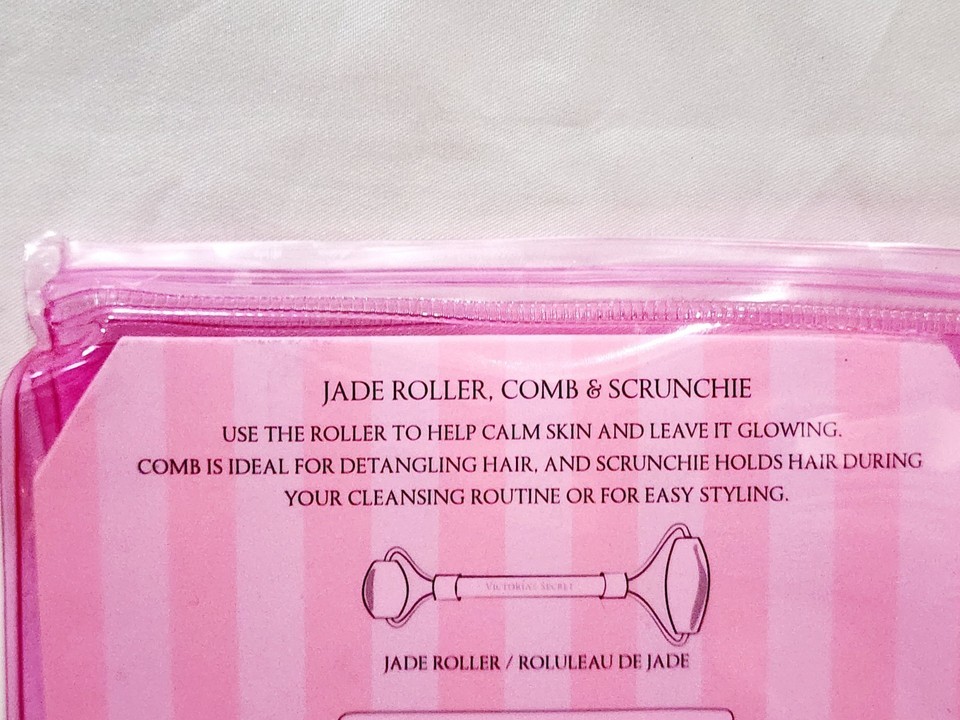 JADE ROLLER, COMB & SCRUNCHIE
USE THE ROLLER TO HELP CALM SKIN AND LEAVE IT GLOWING.
COMB IS IDEAL FOR DETANGLING HAIR, AND SCRUNCHIE HOLDS HAIR DURING
YOUR CLEANSING ROUTINE OR FOR EASY STYLING.
VICTORIA'S SECRET
JADE ROLLER / ROLULEAU DE JADE